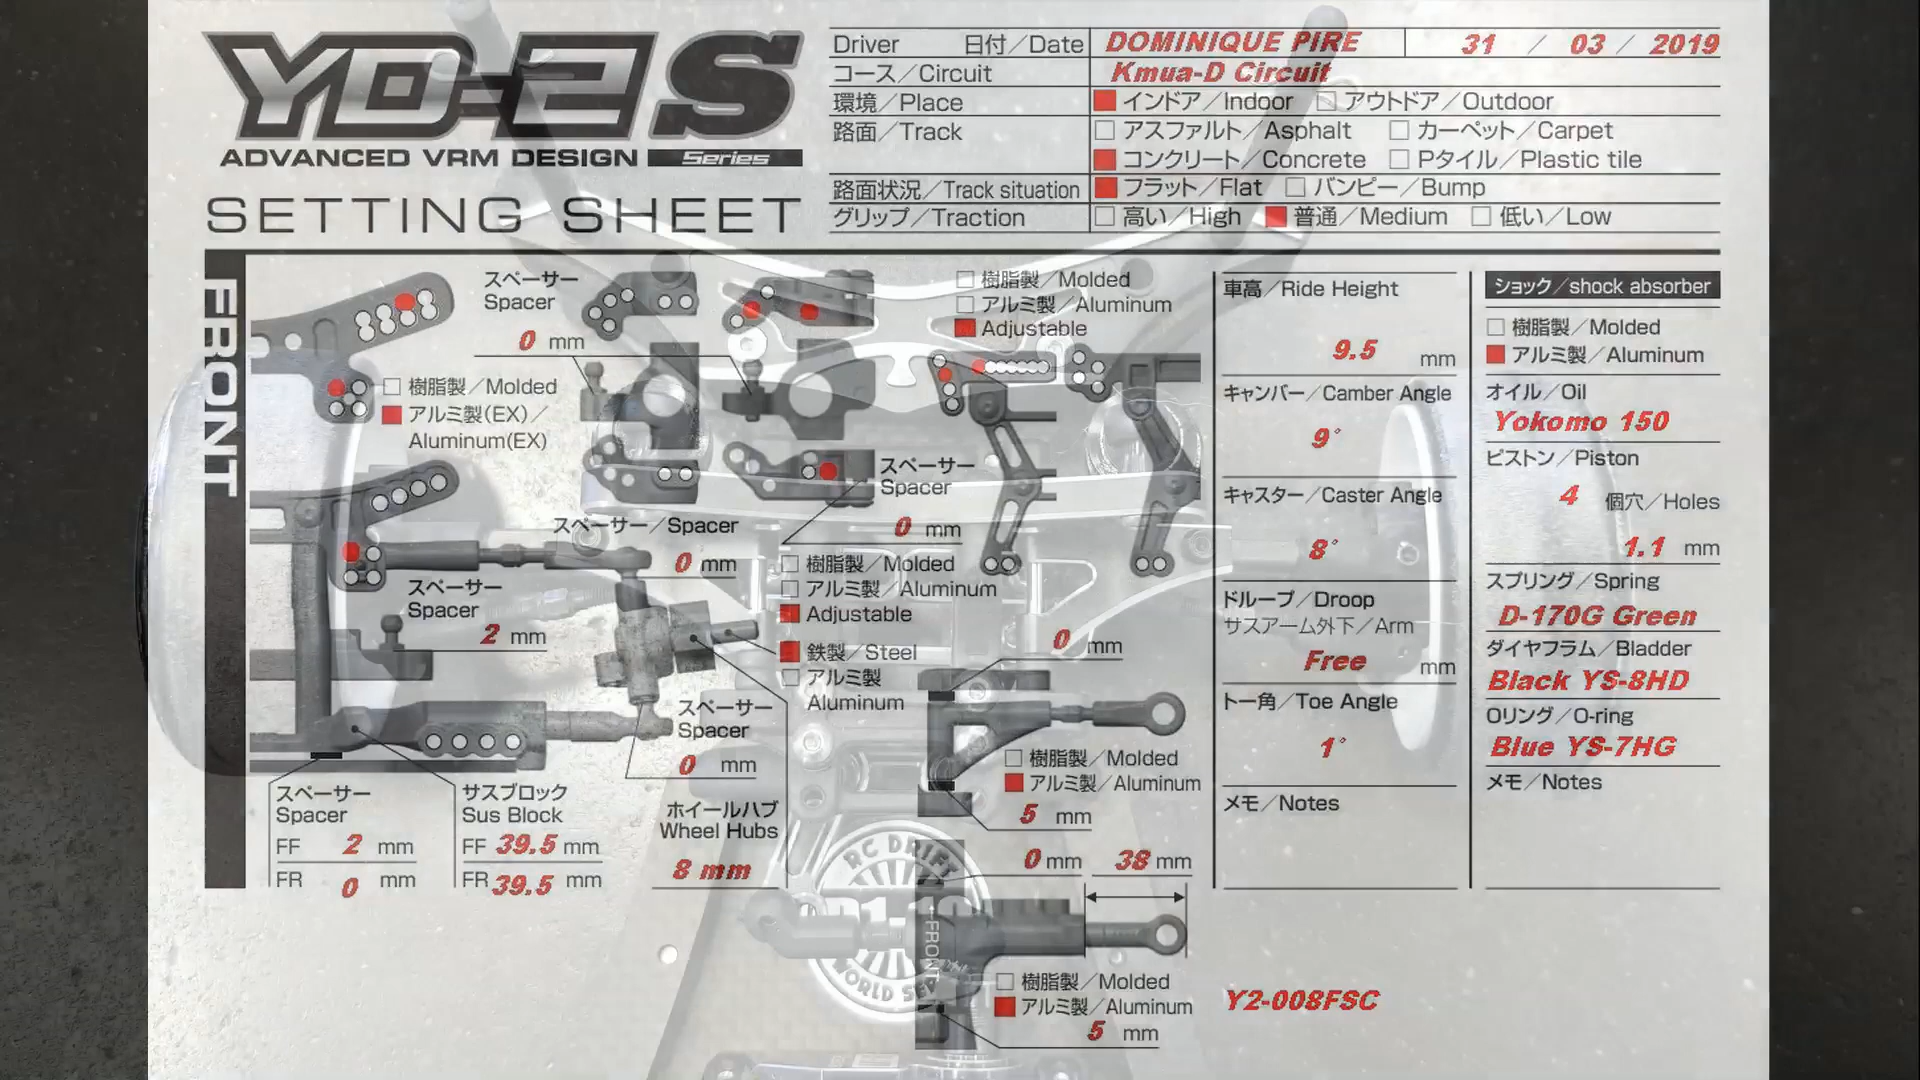 YD-2 S
ADVANCED VRM DESIGN Series
SETTING SHEET
Driver 日付／Date DOMINIQUE PIRE 31 / 03 / 2019
コース／Circuit Kmua-D Circuit
環境／Place インドア／Indoor アウトドア／Outdoor
路面／Track アスファルト／Asphalt カーペット／Carpet
コンクリート／Concrete Pタイル／Plastic tile
路面状況／Track situation フラット／Flat バンピー／Bump
グリップ／Traction 高い／High 普通／Medium 低い／Low
FRONT
スペーサー
Spacer
0 mm
樹脂製／Molded
アルミ製(EX)／
Aluminum(EX)
樹脂製／Molded
アルミ製／Aluminum
Adjustable
スペーサー
Spacer
0 mm
スペーサー／Spacer
0 mm
スペーサー
Spacer
2 mm
樹脂製／Molded
アルミ製／Aluminum
Adjustable
鉄製／Steel
アルミ製
Aluminum
スペーサー
Spacer
0 mm
スペーサー
Spacer
FF 2 mm
FR 0 mm
サスブロック
Sus Block
FF 39.5 mm
FR 39.5 mm
ホイールハブ
Wheel Hubs
8 mm
0 mm
樹脂製／Molded
アルミ製／Aluminum
5 mm
0 mm 38 mm
RC DRIFT
WORLD
←FRONT
樹脂製／Molded
アルミ製／Aluminum
5 mm
車高／Ride Height
9.5 mm
キャンバー／Camber Angle
9°
キャスター／Caster Angle
8°
ドループ／Droop
サスアーム外下／Arm
Free mm
トー角／Toe Angle
1°
メモ／Notes
Y2-008FSC
ショック／shock absorber
樹脂製／Molded
アルミ製／Aluminum
オイル／Oil
Yokomo 150
ピストン／Piston
4 個穴／Holes
1.1 mm
スプリング／Spring
D-170G Green
ダイヤフラム／Bladder
Black YS-8HD
Oリング／O-ring
Blue YS-7HG
メモ／Notes